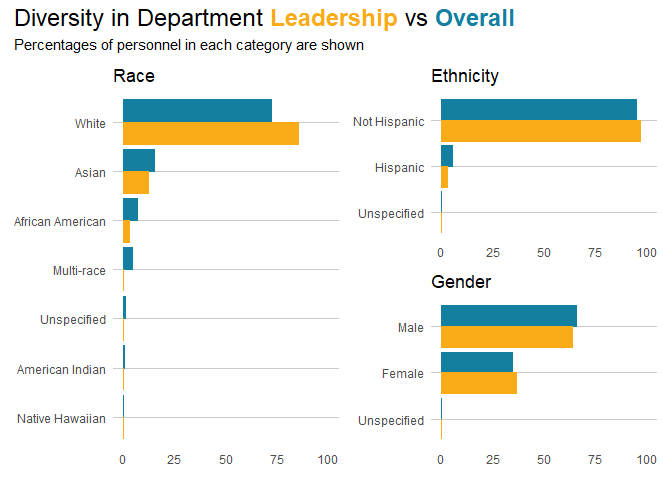 Diversity in Department Leadership vs Overall
Percentages of personnel in each category are shown
Race
White
Asian
African American
Multi-race
Unspecified
American Indian
Native Hawaiian
0 25 50 75 100
Ethnicity
Not Hispanic
Hispanic
Unspecified
0 25 50 75 100
Gender
Male
Female
Unspecified
0 25 50 75 100